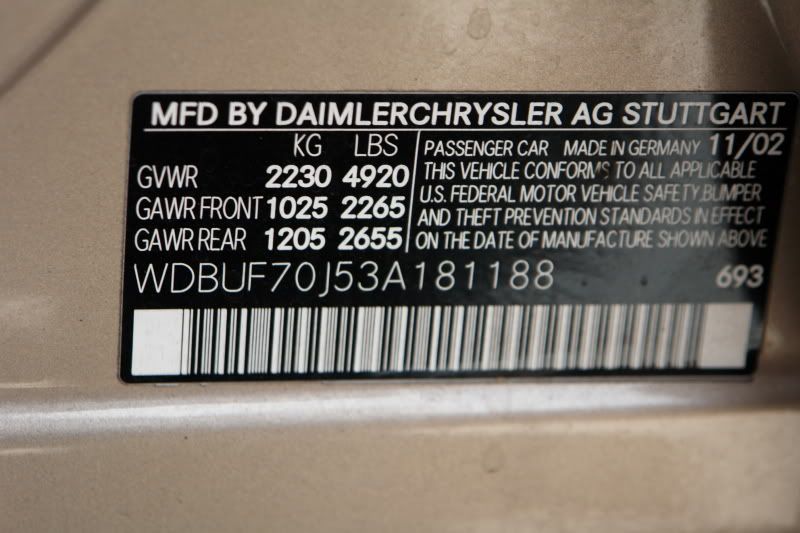 MFD BY DAIMLERCHRYSLER AG STUTTGART
KG LBS
GVWR 2230 4920
GAWR FRONT 1025 2265
GAWR REAR 1205 2655
PASSENGER CAR MADE IN GERMANY 11/02
THIS VEHICLE CONFORMS TO ALL APPLICABLE
U.S. FEDERAL MOTOR VEHICLE SAFETY, BUMPER
AND THEFT PREVENTION STANDARDS IN EFFECT
ON THE DATE OF MANUFACTURE SHOWN ABOVE
WDBUF70J53A181188 693